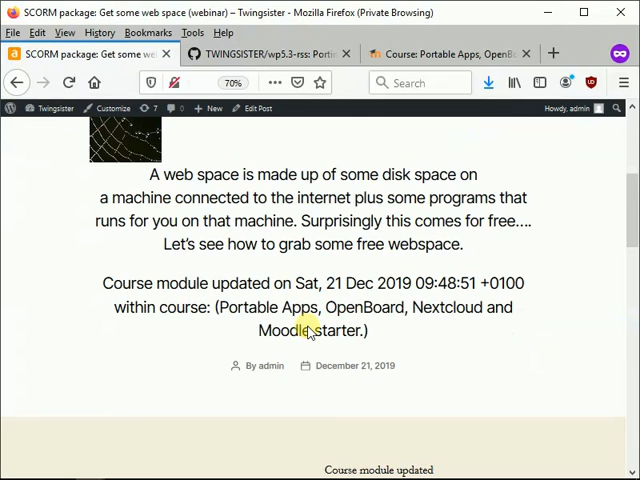 SCORM package: Get some web space (webinar) – Twingsister - Mozilla Firefox (Private Browsing)
File Edit View History Bookmarks Tools Help
SCORM package: Get some we
TWINGSISTER/wp5.3-rss: Porti
Course: Portable Apps, OpenBo
70%
Search
Twingsister Customize 7 0 New Edit Post Howdy, admin
A web space is made up of some disk space on
a machine connected to the internet plus some programs that
runs for you on that machine. Surprisingly this comes for free....
Let's see how to grab some free webspace.
Course module updated on Sat, 21 Dec 2019 09:48:51 +0100
within course: (Portable Apps, OpenBoard, Nextcloud and
Moodle starter.)
By admin December 21, 2019
Course module updated